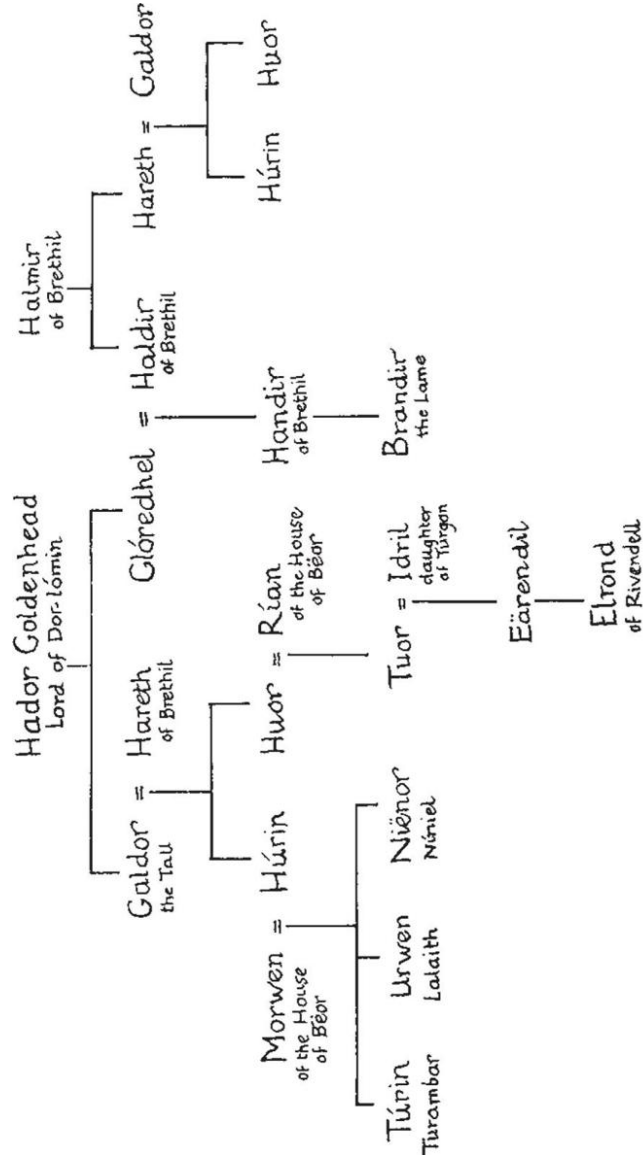 Hador Goldenhead
Lord of Dor-lómin
Halmir
of Brethil
Galdor
the Tall
=
Hareth
of Brethil
Glóredhel
=
Haldir
of Brethil
Hareth
=
Galdor
Morwen
of the House
of Bëor
=
Húrin
Huor
=
Rían
of the House
of Bëor
Handir
of Brethil
Húrin
Huor
Túrin
Turambar
Urwen
Lalaith
Niënor
Níniel
Tuor
=
Idril
daughter
of Turgon
Brandir
the Lame
Eärendil
Elrond
of Rivendell